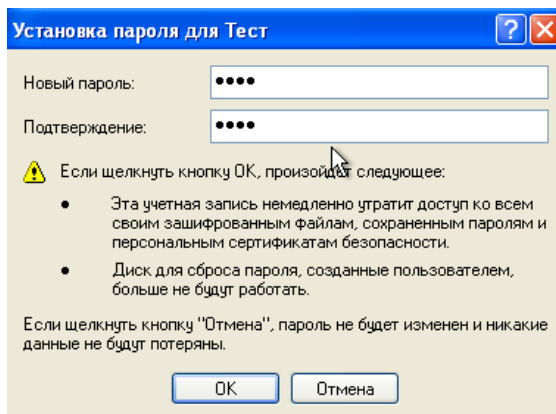 Установка пароля для Тест
Новый пароль: ●●●●
Подтверждение: ●●●●
Если щелкнуть кнопку ОК, произойдет следующее:
● Эта учетная запись немедленно утратит доступ ко всем
своим зашифрованным файлам, сохраненным паролям и
персональным сертификатам безопасности.
● Диск для сброса пароля, созданные пользователем,
больше не будут работать.
Если щелкнуть кнопку "Отмена", пароль не будет изменен и никакие
данные не будут потеряны.
ОК Отмена